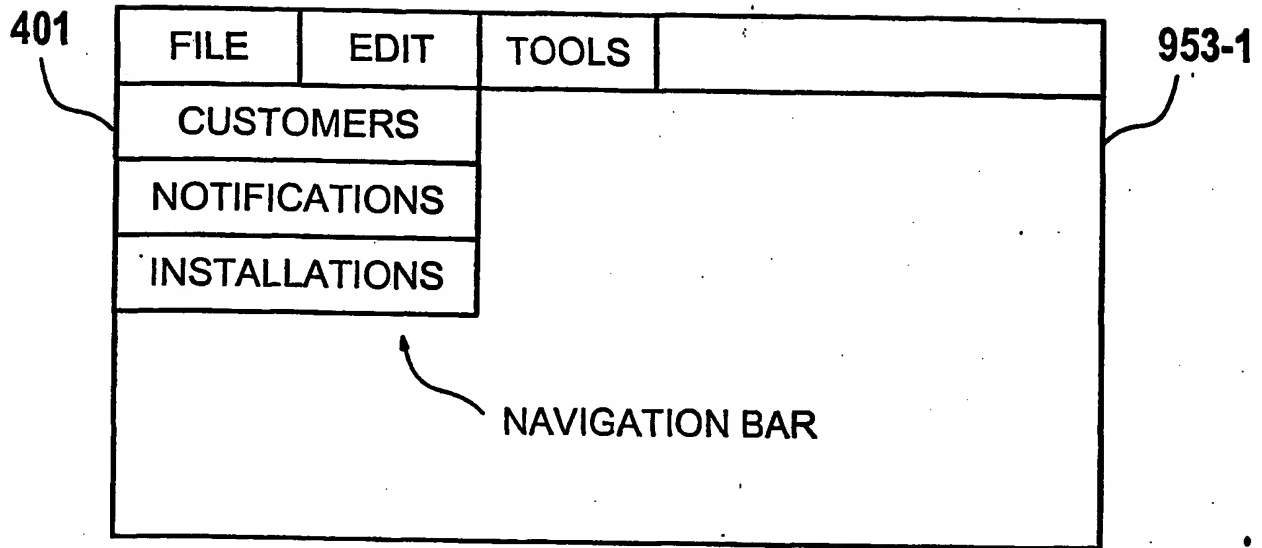 401
FILE EDIT TOOLS
953-1
CUSTOMERS
NOTIFICATIONS
INSTALLATIONS
NAVIGATION BAR